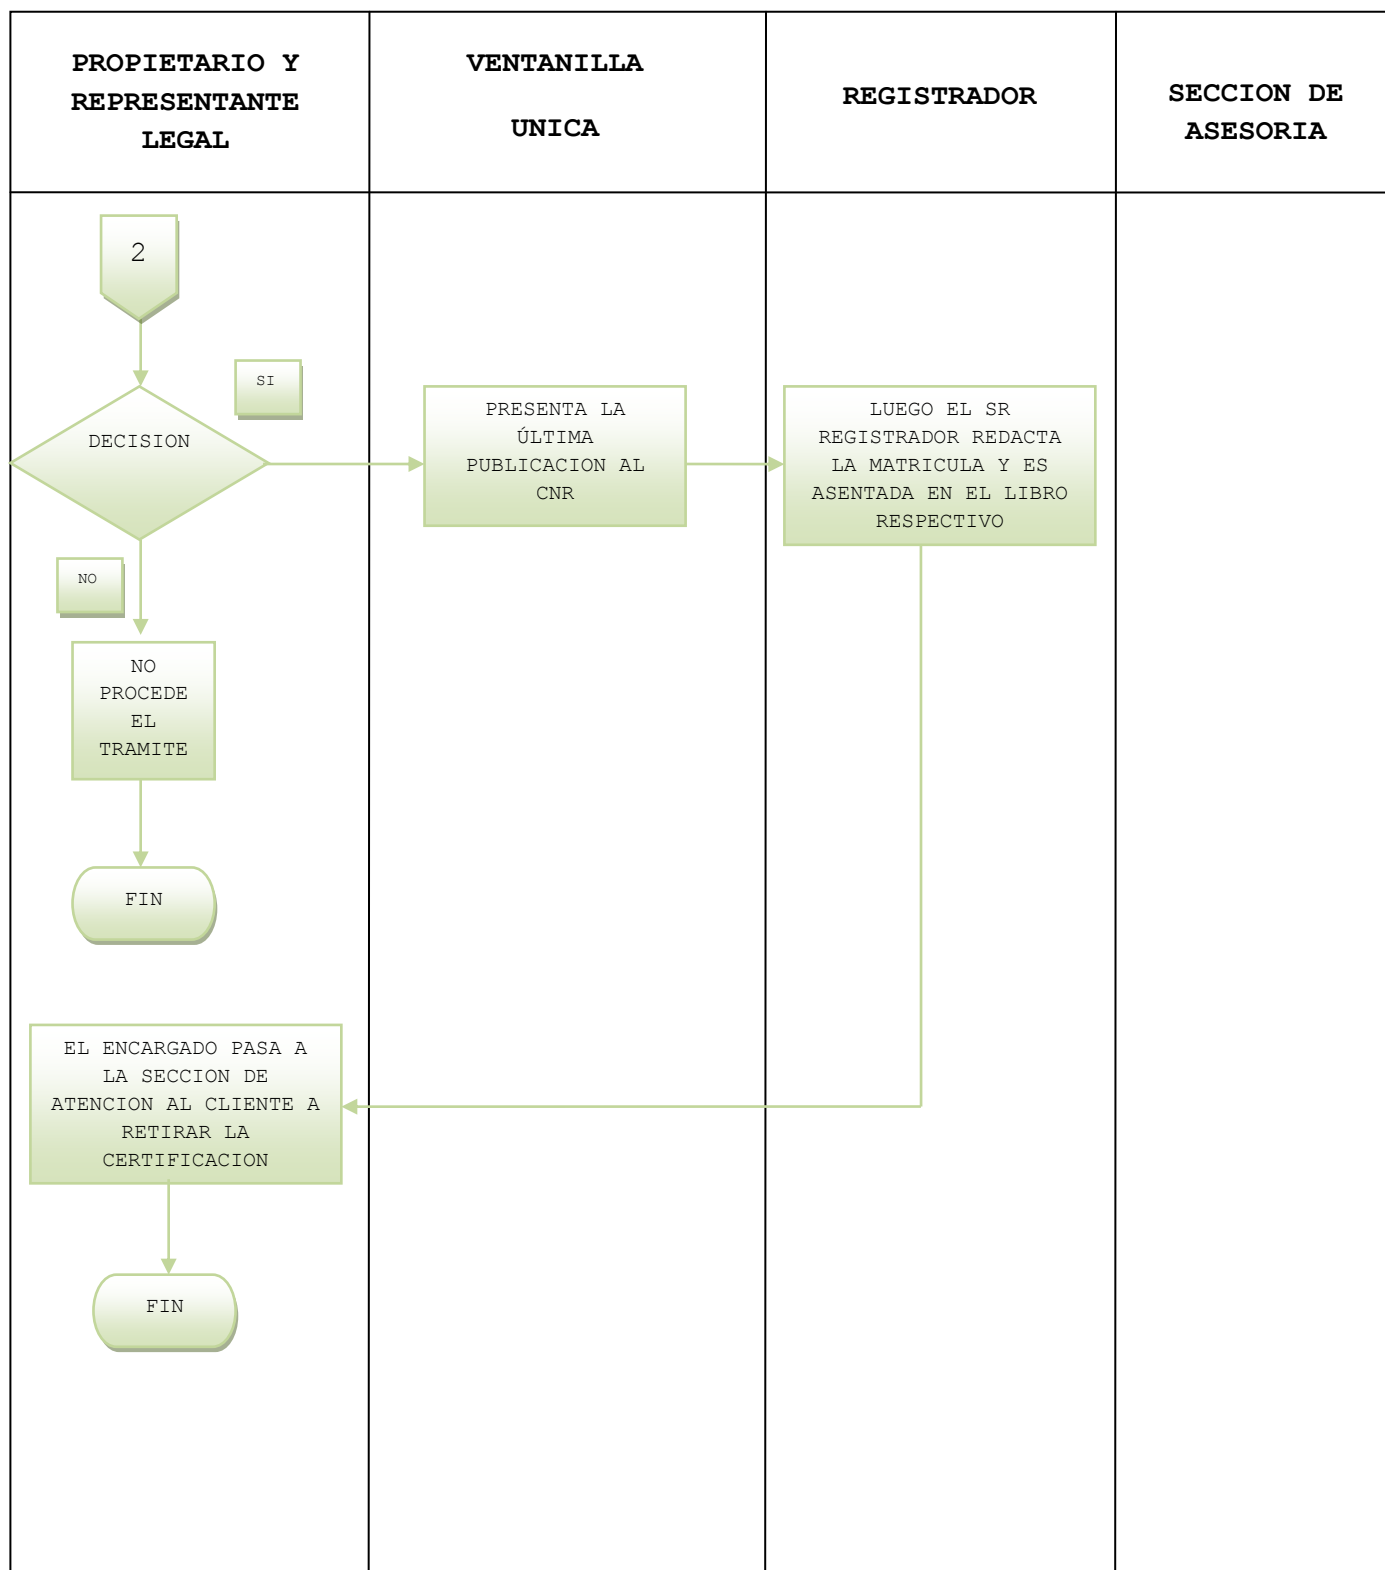 PROPIETARIO Y
REPRESENTANTE
LEGAL
VENTANILLA
UNICA
REGISTRADOR
SECCION DE
ASESORIA
2
SI
DECISION
PRESENTA LA
ÚLTIMA
PUBLICACION AL
CNR
LUEGO EL SR
REGISTRADOR REDACTA
LA MATRICULA Y ES
ASENTADA EN EL LIBRO
RESPECTIVO
NO
NO
PROCEDE
EL
TRAMITE
FIN
EL ENCARGADO PASA A
LA SECCION DE
ATENCION AL CLIENTE A
RETIRAR LA
CERTIFICACION
FIN